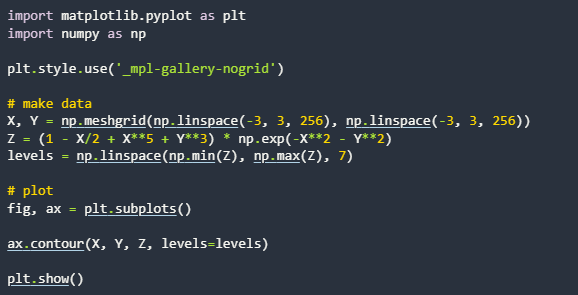 import matplotlib.pyplot as plt
import numpy as np
plt.style.use('_mpl-gallery-nogrid')
# make data
X, Y = np.meshgrid(np.linspace(-3, 3, 256), np.linspace(-3, 3, 256))
Z = (1 - X/2 + X**5 + Y**3) * np.exp(-X**2 - Y**2)
levels = np.linspace(np.min(Z), np.max(Z), 7)
# plot
fig, ax = plt.subplots()
ax.contour(X, Y, Z, levels=levels)
plt.show()